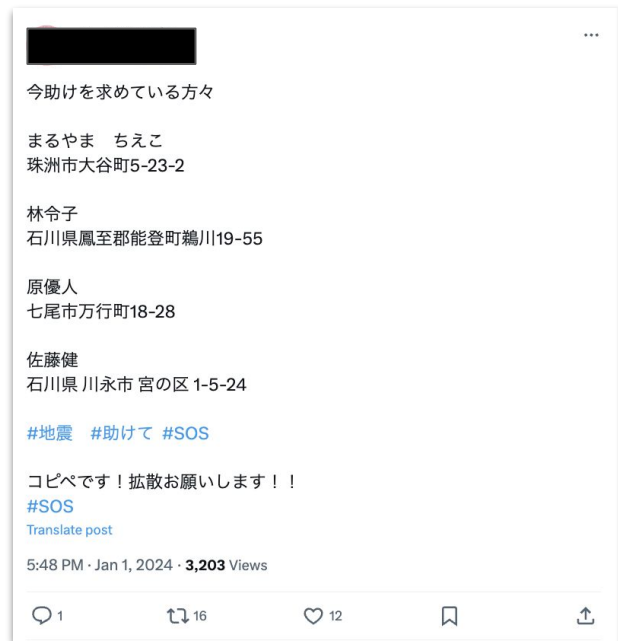 今助けを求めている方々
まるやま　ちえこ
珠洲市大谷町5-23-2
林令子
石川県鳳至郡能登町鵜川19-55
原優人
七尾市万行町18-28
佐藤健
石川県 川永市 宮の区 1-5-24
#地震　#助けて #SOS
コピペです！拡散お願いします！！
#SOS
Translate post
5:48 PM · Jan 1, 2024 · 3,203 Views
1 16 12